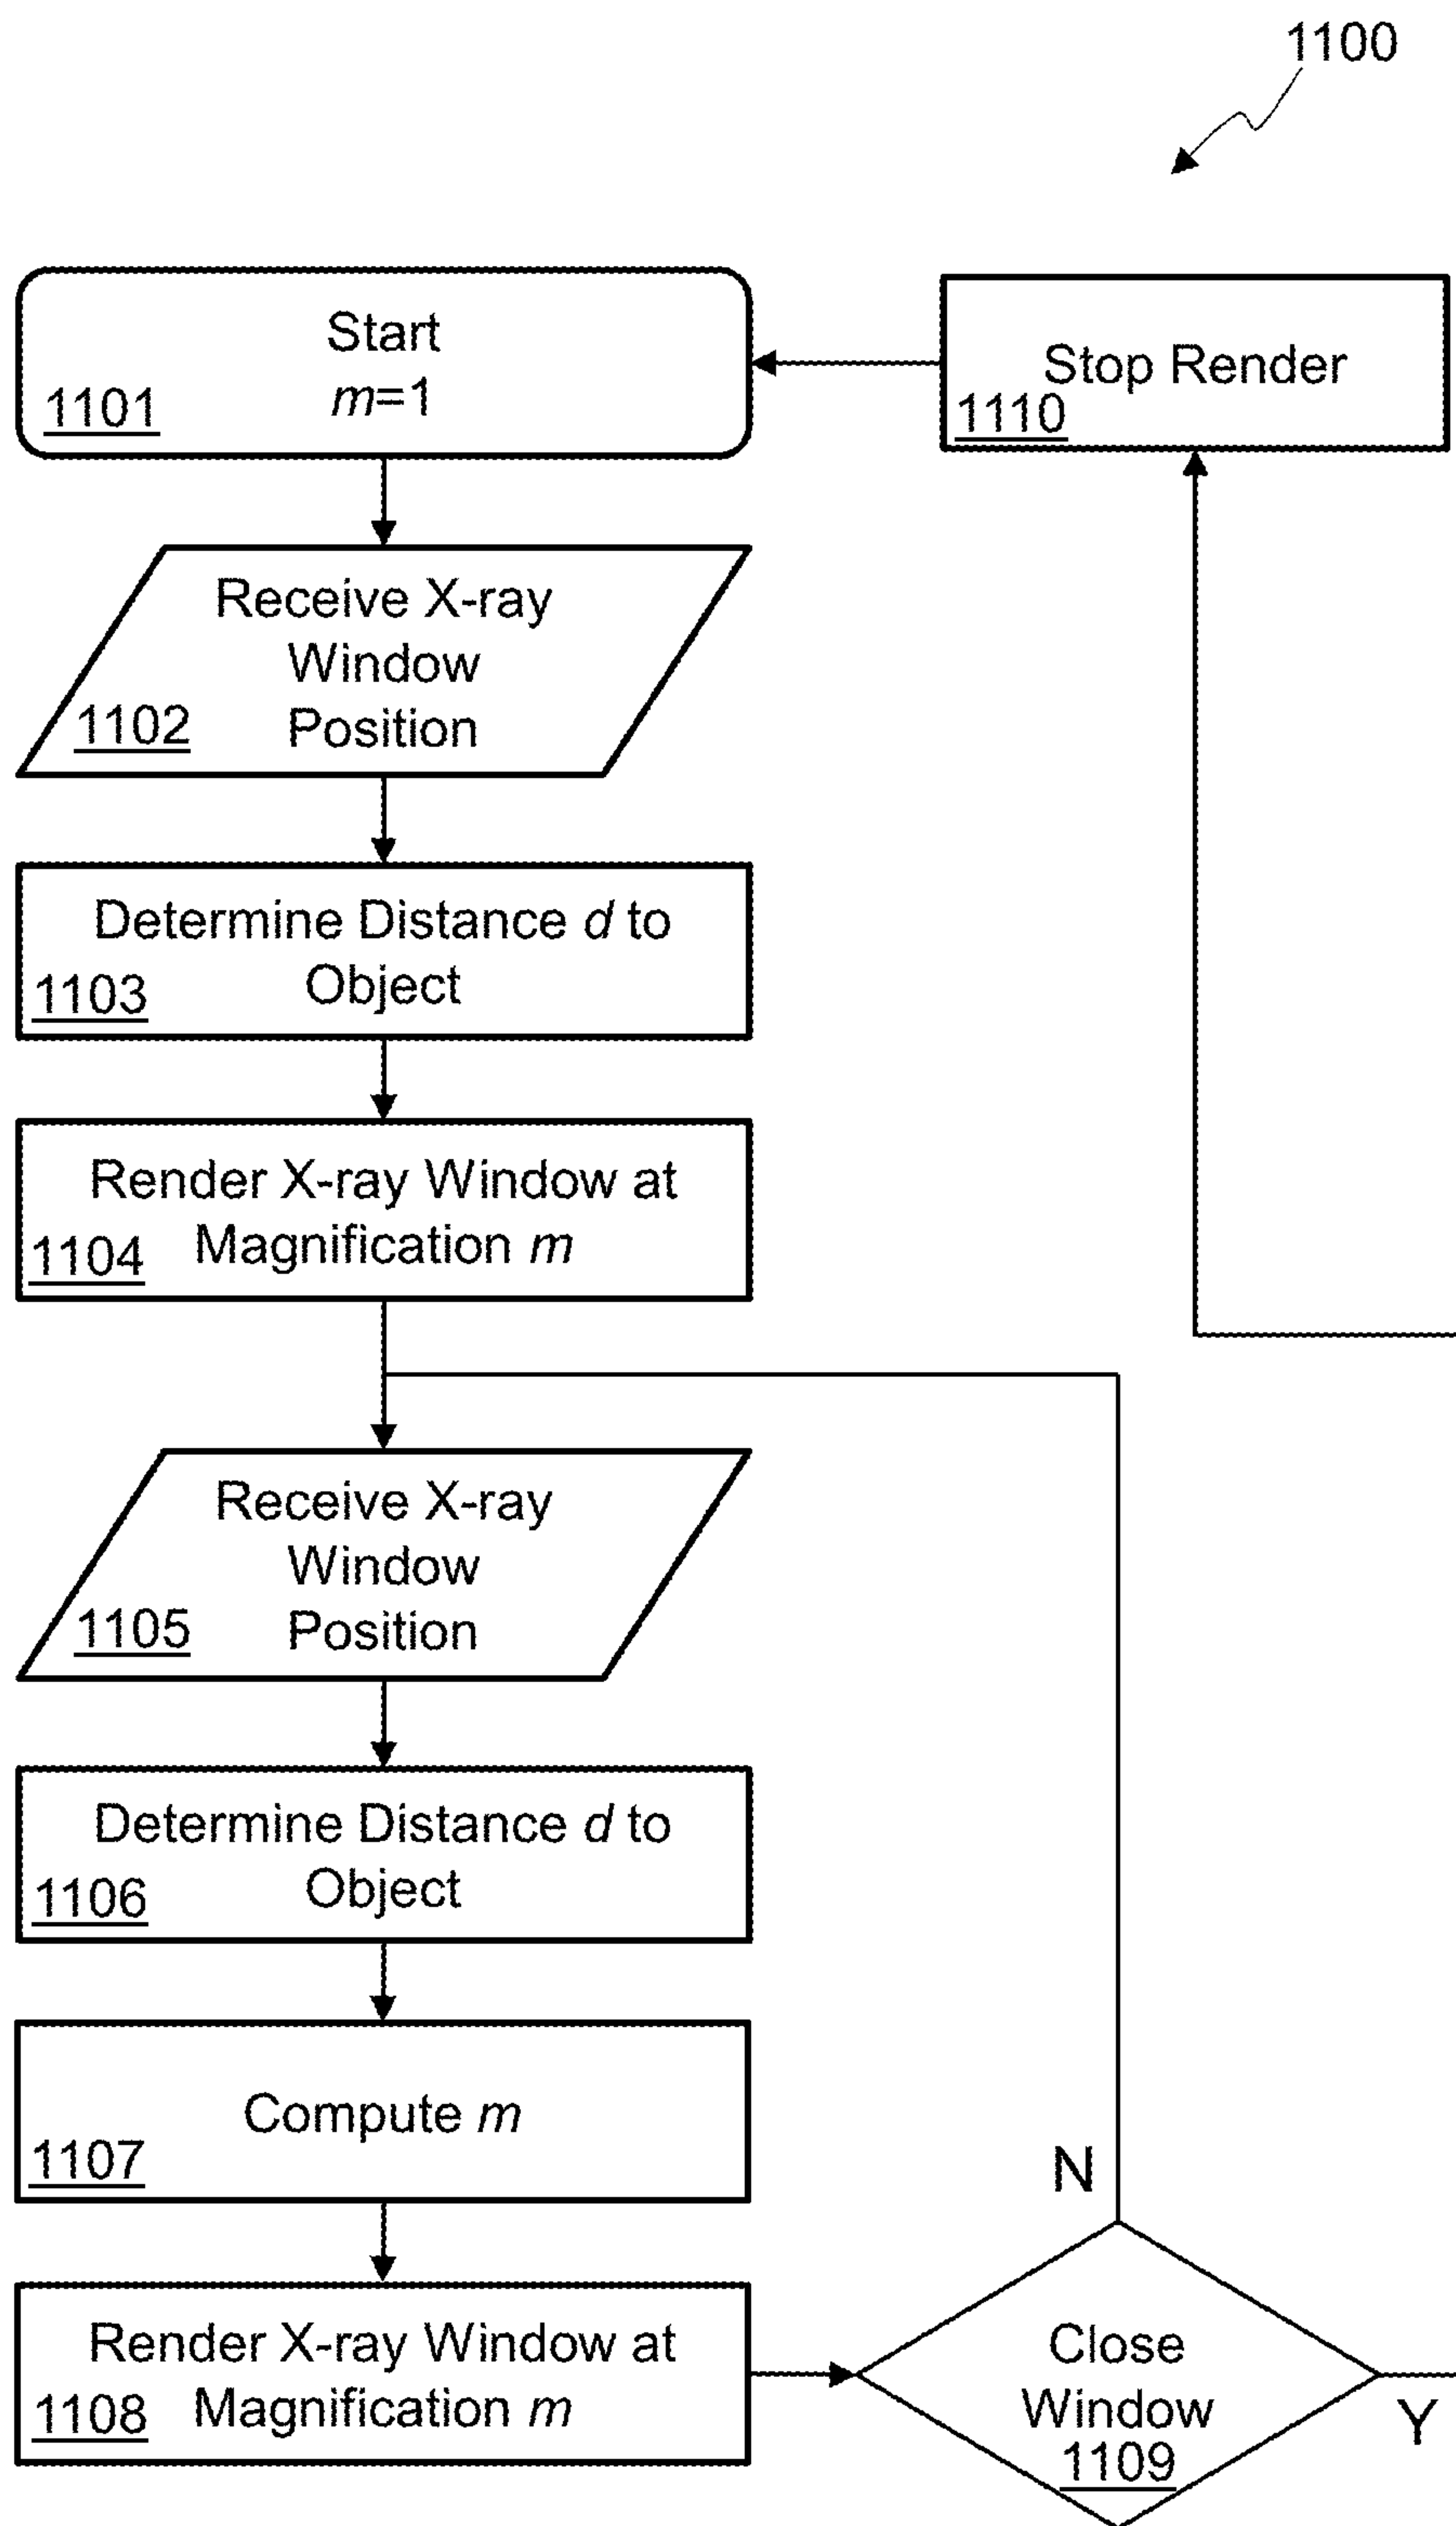 1100
Start
m=1
1101
Stop Render
1110
Receive X-ray
Window
Position
1102
Determine Distance d to
Object
1103
Render X-ray Window at
Magnification m
1104
Receive X-ray
Window
Position
1105
Determine Distance d to
Object
1106
Compute m
1107
Render X-ray Window at
Magnification m
1108
N
Close
Window
1109
Y